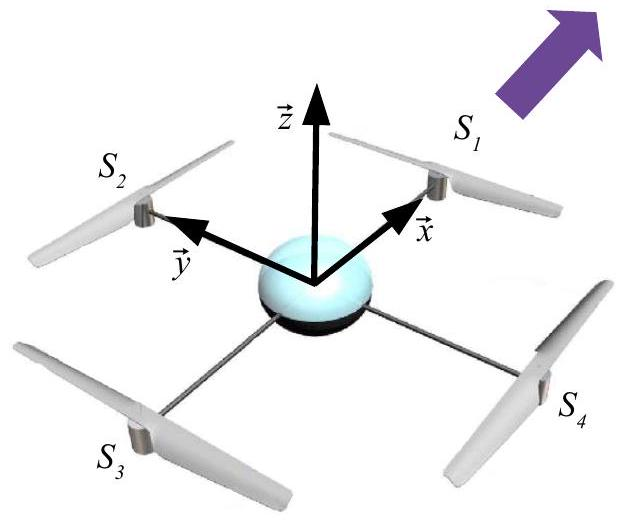 S₁
S₂
z⃗
x⃗
y⃗
S₄
S₃